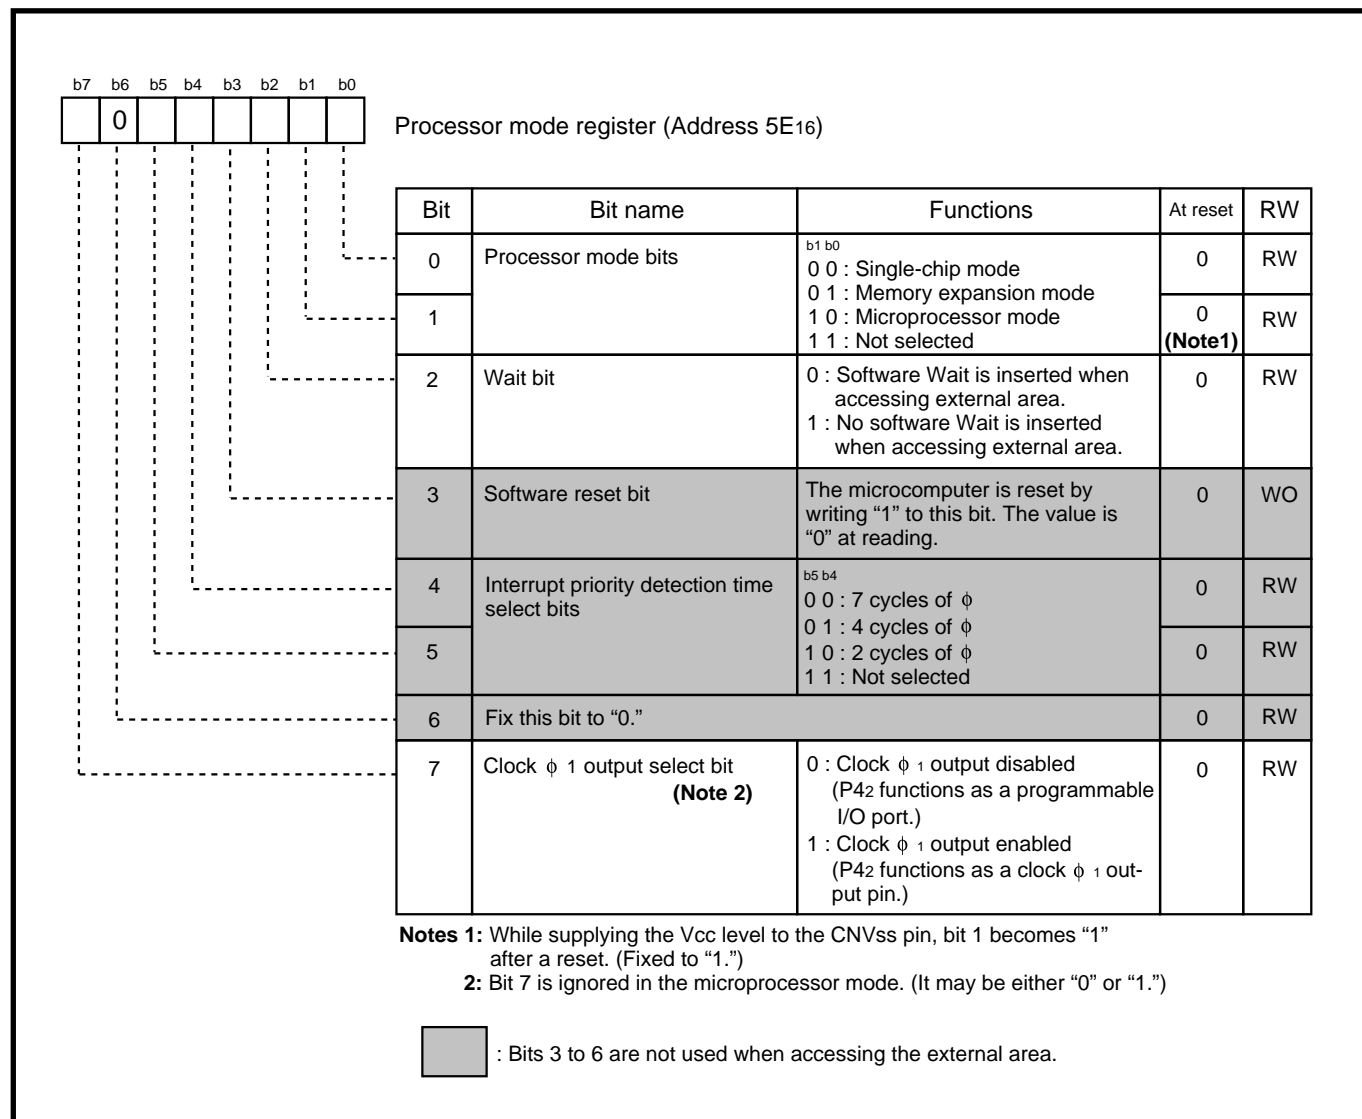 b7 b6 b5 b4 b3 b2 b1 b0
0
Processor mode register (Address 5E16)
Bit Bit name Functions At reset RW
0 Processor mode bits b1 b0 0 RW
0 0 : Single-chip mode
0 1 : Memory expansion mode
1 1 0 : Microprocessor mode 0 RW
1 1 : Not selected (Note1)
2 Wait bit 0 : Software Wait is inserted when 0 RW
accessing external area.
1 : No software Wait is inserted
when accessing external area.
3 Software reset bit The microcomputer is reset by 0 WO
writing “1” to this bit. The value is
“0” at reading.
4 Interrupt priority detection time b5 b4 0 RW
select bits 0 0 : 7 cycles of ϕ
0 1 : 4 cycles of ϕ
5 1 0 : 2 cycles of ϕ 0 RW
1 1 : Not selected
6 Fix this bit to “0.” 0 RW
7 Clock ϕ 1 output select bit 0 : Clock ϕ 1 output disabled 0 RW
(Note 2) (P42 functions as a programmable
I/O port.)
1 : Clock ϕ 1 output enabled
(P42 functions as a clock ϕ 1 out-
put pin.)
Notes 1: While supplying the Vcc level to the CNVss pin, bit 1 becomes “1”
after a reset. (Fixed to “1.”)
2: Bit 7 is ignored in the microprocessor mode. (It may be either “0” or “1.”)
: Bits 3 to 6 are not used when accessing the external area.